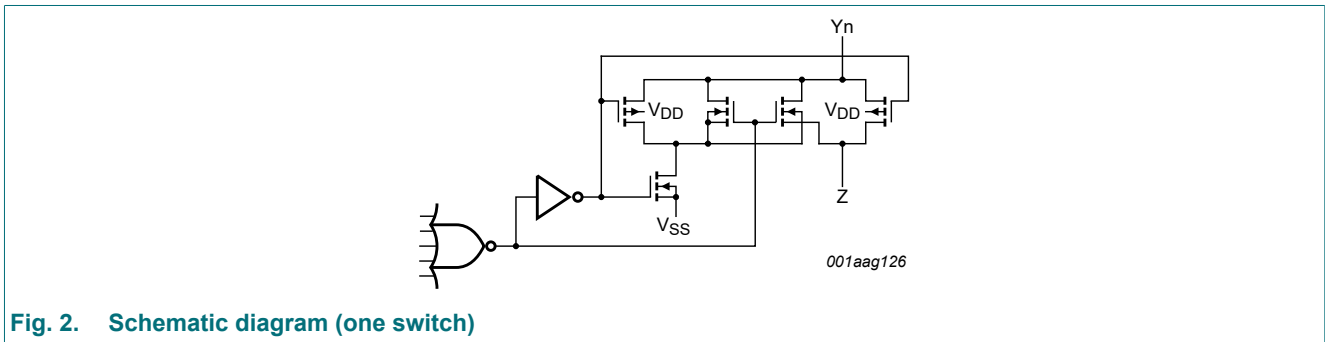 Yn
VDD
VDD
Z
VSS
001aag126
Fig. 2. Schematic diagram (one switch)